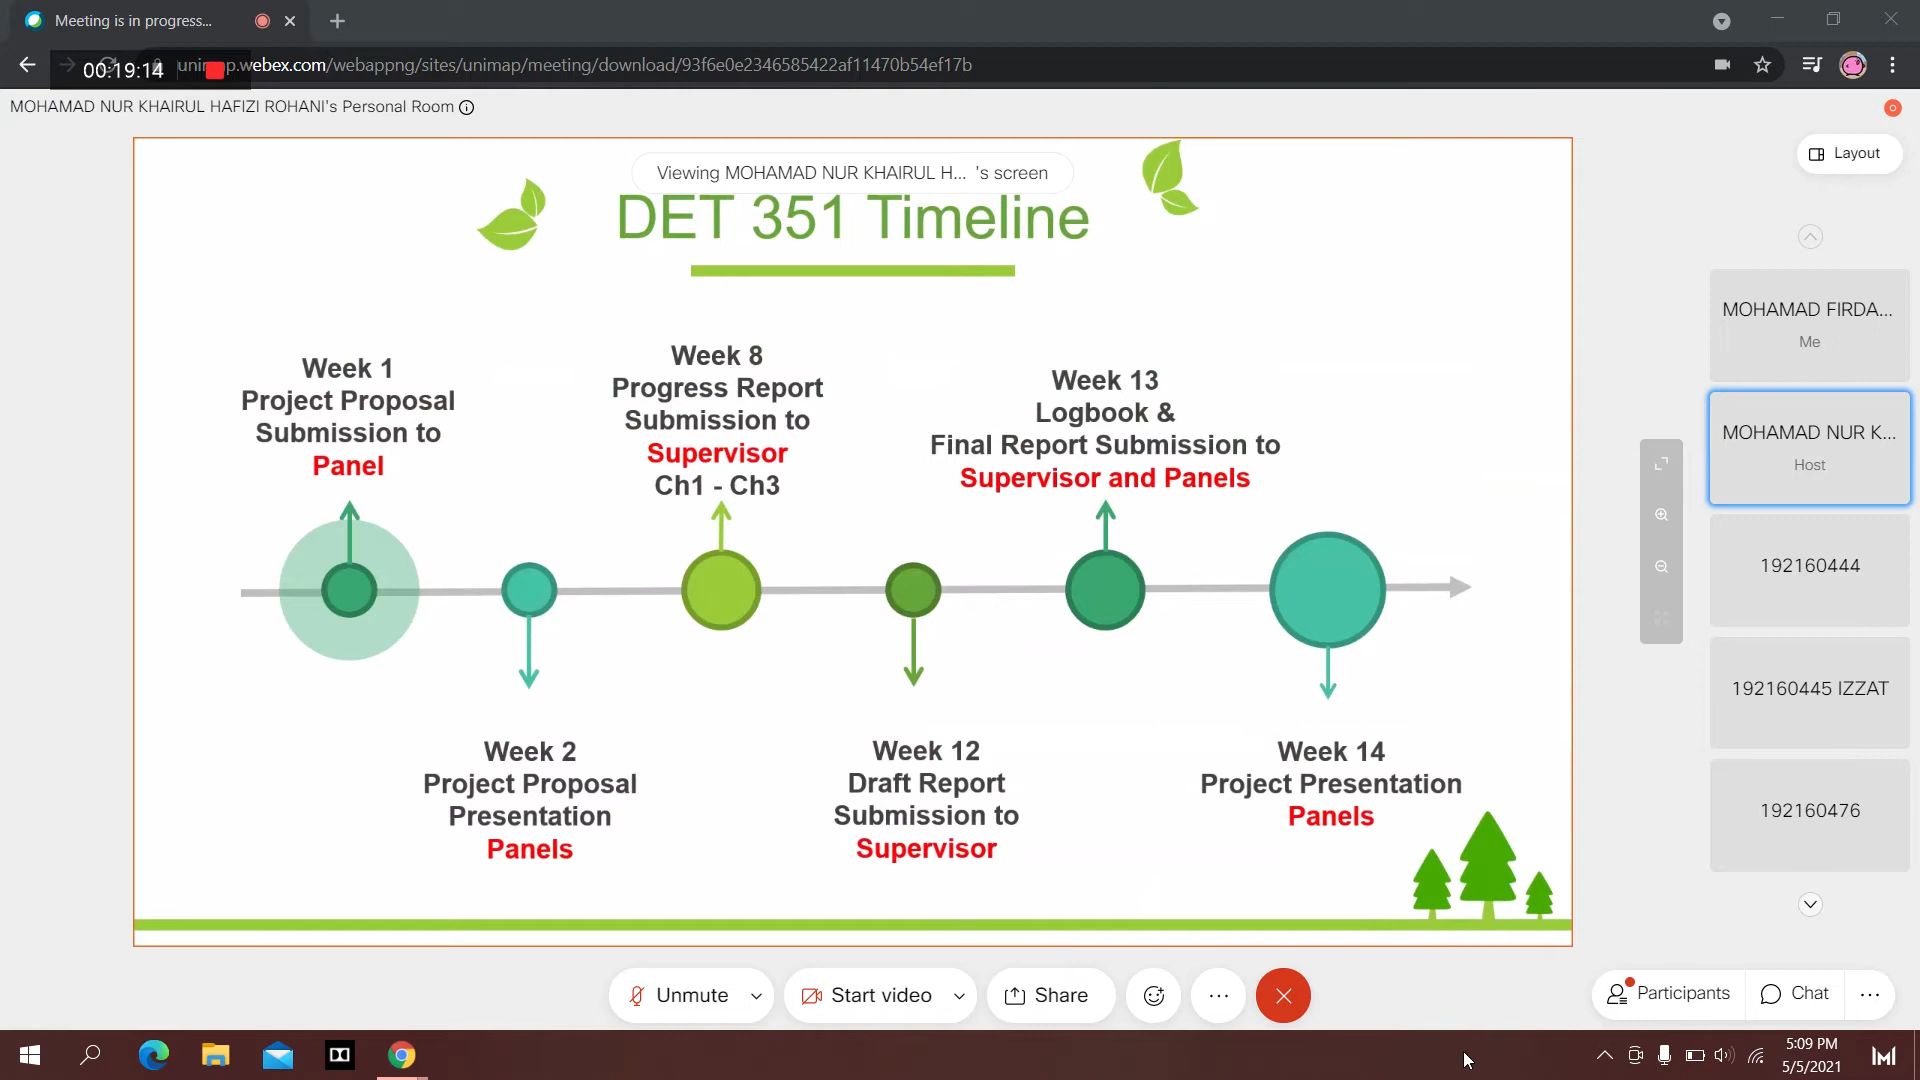 Meeting is in progress...
00:19:14
webex.com/webappng/sites/unimap/meeting/download/93f6e0e2346585422af11470b54ef17b
MOHAMAD NUR KHAIRUL HAFIZI ROHANI's Personal Room
Layout
Viewing MOHAMAD NUR KHAIRUL H... 's screen
DET 351 Timeline
Week 1
Project Proposal
Submission to
Panel
Week 8
Progress Report
Submission to
Supervisor
Ch1 - Ch3
Week 13
Logbook &
Final Report Submission to
Supervisor and Panels
Week 2
Project Proposal
Presentation
Panels
Week 12
Draft Report
Submission to
Supervisor
Week 14
Project Presentation
Panels
MOHAMAD FIRDA...
Me
MOHAMAD NUR K...
Host
192160444
192160445 IZZAT
192160476
Unmute
Start video
Share
Participants
Chat
5:09 PM
5/5/2021